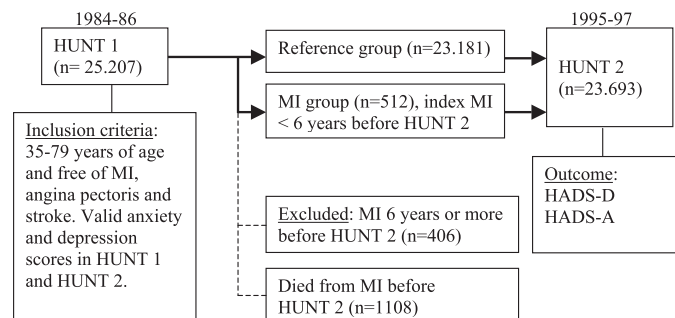 1984-86
HUNT 1
(n= 25.207)
Inclusion criteria:
35-79 years of age
and free of MI,
angina pectoris and
stroke. Valid anxiety
and depression
scores in HUNT 1
and HUNT 2.
Reference group (n=23.181)
MI group (n=512), index MI
< 6 years before HUNT 2
Excluded: MI 6 years or more
before HUNT 2 (n=406)
Died from MI before
HUNT 2 (n=1108)
1995-97
HUNT 2
(n=23.693)
Outcome:
HADS-D
HADS-A